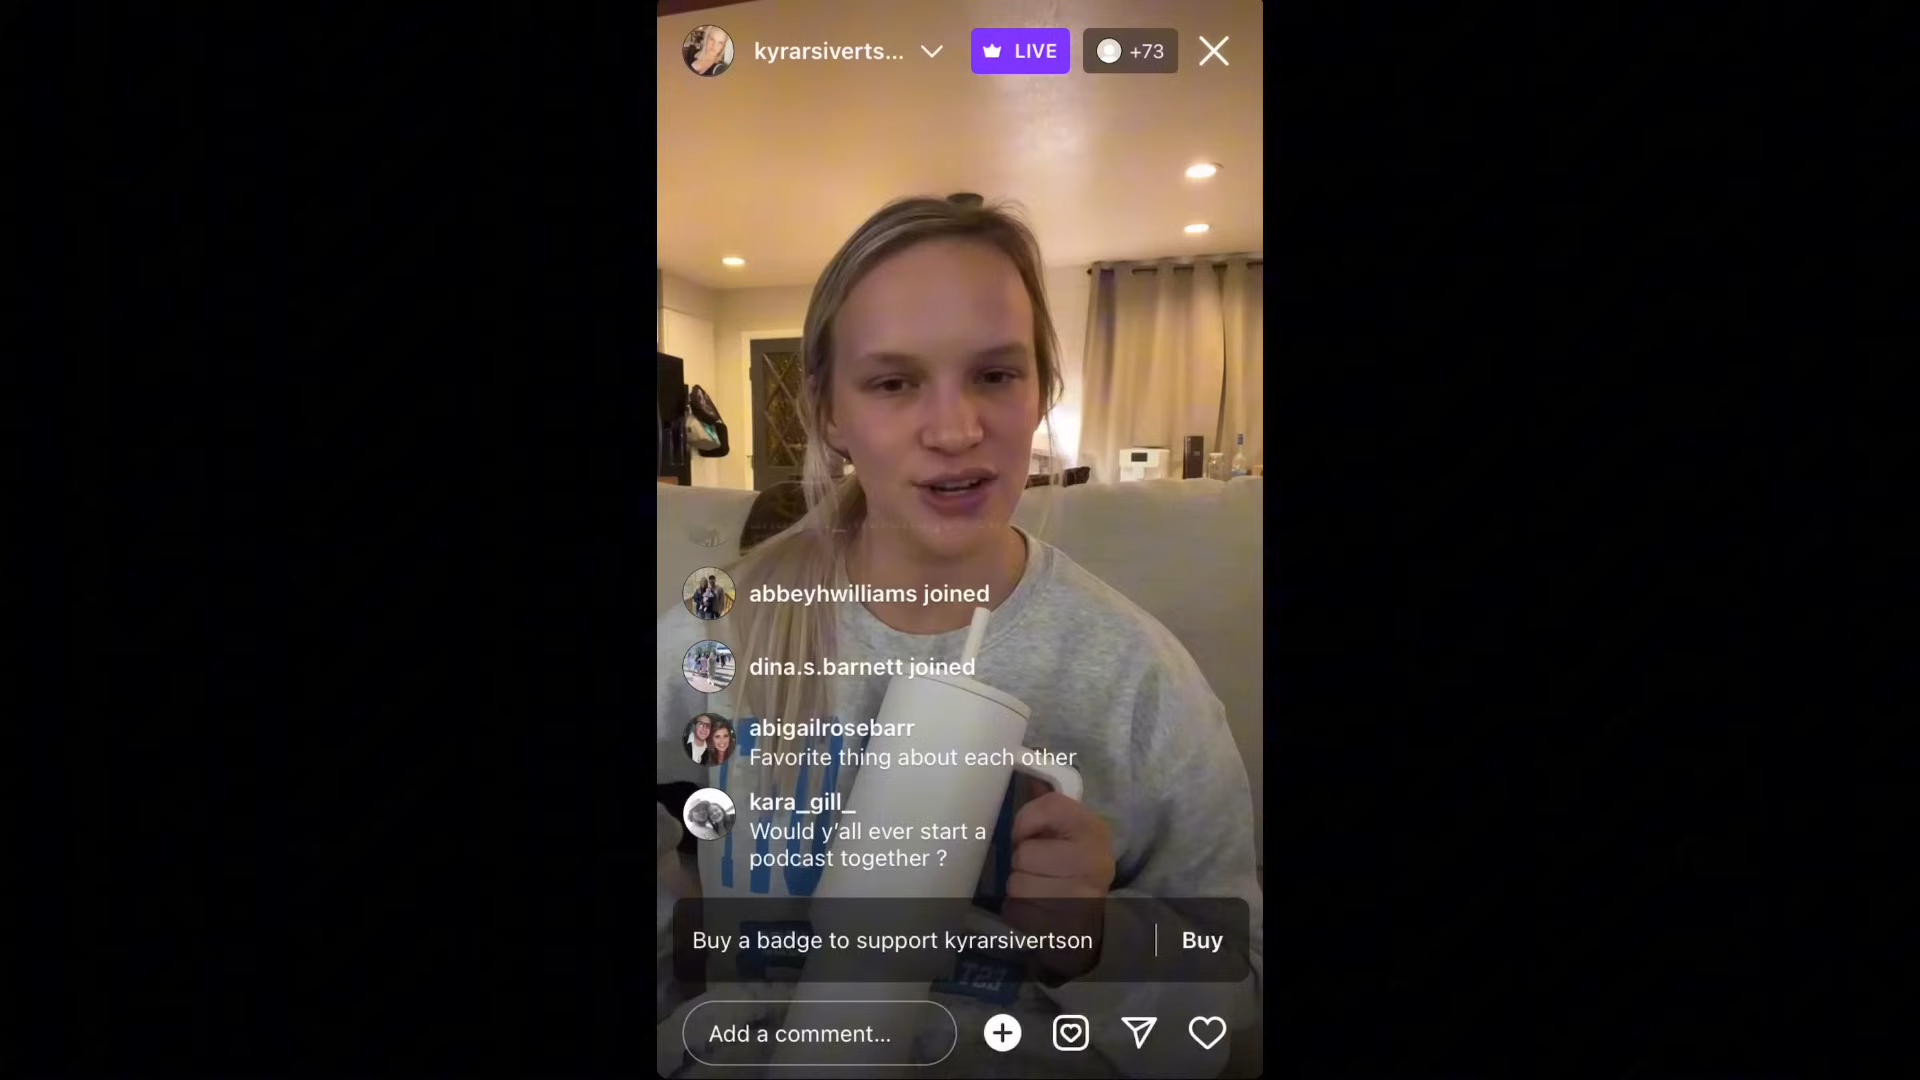 kyrarsiverts...
LIVE
+73
abbeyhwilliams joined
dina.s.barnett joined
abigailrosebarr
Favorite thing about each other
kara_gill_
Would y'all ever start a
podcast together ?
Buy a badge to support kyrarsivertson
Buy
Add a comment...